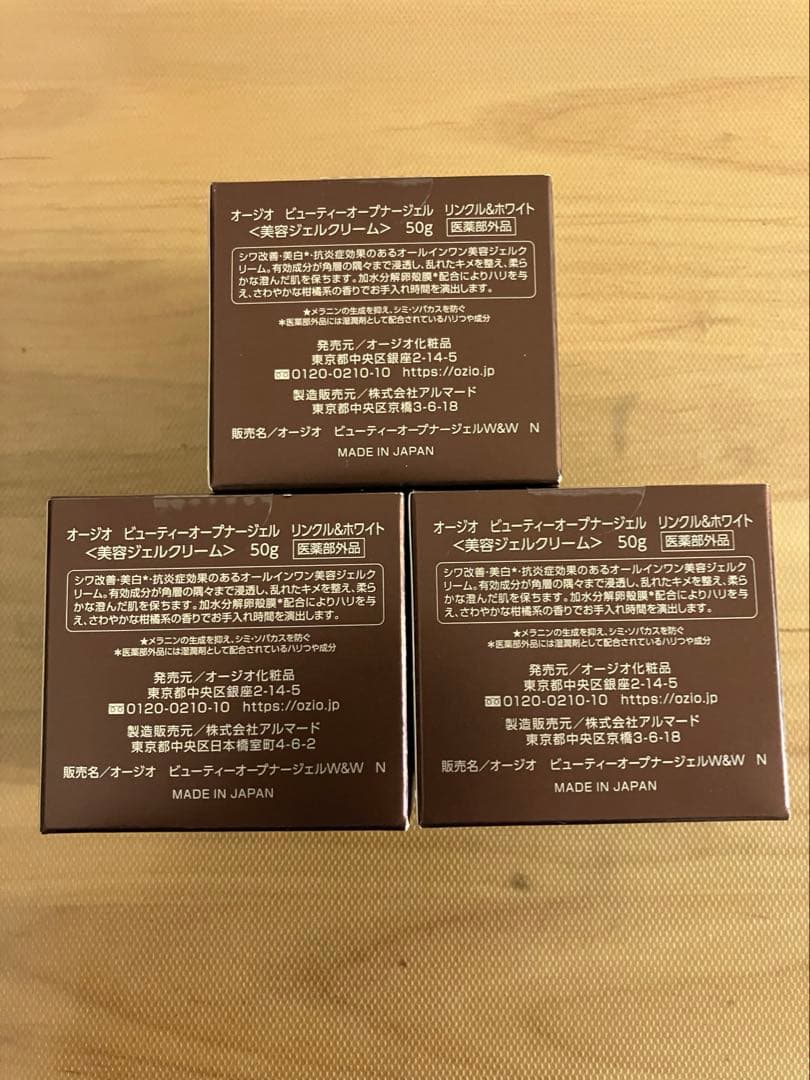 オージオ ビューティーオープナージェル リンクル&ホワイト
<美容ジェルクリーム> 50g 医薬部外品
シワ改善・美白★・抗炎症効果のあるオールインワン美容ジェルク
リーム。有効成分が角層の隅々まで浸透し、乱れたキメを整え、柔ら
かな澄んだ肌を保ちます。加水分解卵殻膜*配合によりハリを与
え、さわやかな柑橘系の香りでお手入れ時間を演出します。
★メラニンの生成を抑え、シミ・ソバカスを防ぐ
*医薬部外品には湿潤剤として配合されているハリつや成分
発売元/オージオ化粧品
東京都中央区銀座2-14-5
0120-0210-10 https://ozio.jp
製造販売元/株式会社アルマード
東京都中央区京橋3-6-18
販売名/オージオ ビューティーオープナージェルW&W N
MADE IN JAPAN
オージオ ビューティーオープナージェル リンクル&ホワイト
<美容ジェルクリーム> 50g 医薬部外品
シワ改善・美白★・抗炎症効果のあるオールインワン美容ジェルク
リーム。有効成分が角層の隅々まで浸透し、乱れたキメを整え、柔ら
かな澄んだ肌を保ちます。加水分解卵殻膜*配合によりハリを与
え、さわやかな柑橘系の香りでお手入れ時間を演出します。
★メラニンの生成を抑え、シミ・ソバカスを防ぐ
*医薬部外品には湿潤剤として配合されているハリつや成分
発売元/オージオ化粧品
東京都中央区銀座2-14-5
0120-0210-10 https://ozio.jp
製造販売元/株式会社アルマード
東京都中央区日本橋室町4-6-2
販売名/オージオ ビューティーオープナージェルW&W N
MADE IN JAPAN
オージオ ビューティーオープナージェル リンクル&ホワイト
<美容ジェルクリーム> 50g 医薬部外品
シワ改善・美白★・抗炎症効果のあるオールインワン美容ジェルク
リーム。有効成分が角層の隅々まで浸透し、乱れたキメを整え、柔ら
かな澄んだ肌を保ちます。加水分解卵殻膜*配合によりハリを与
え、さわやかな柑橘系の香りでお手入れ時間を演出します。
★メラニンの生成を抑え、シミ・ソバカスを防ぐ
*医薬部外品には湿潤剤として配合されているハリつや成分
発売元/オージオ化粧品
東京都中央区銀座2-14-5
0120-0210-10 https://ozio.jp
製造販売元/株式会社アルマード
東京都中央区京橋3-6-18
販売名/オージオ ビューティーオープナージェルW&W N
MADE IN JAPAN